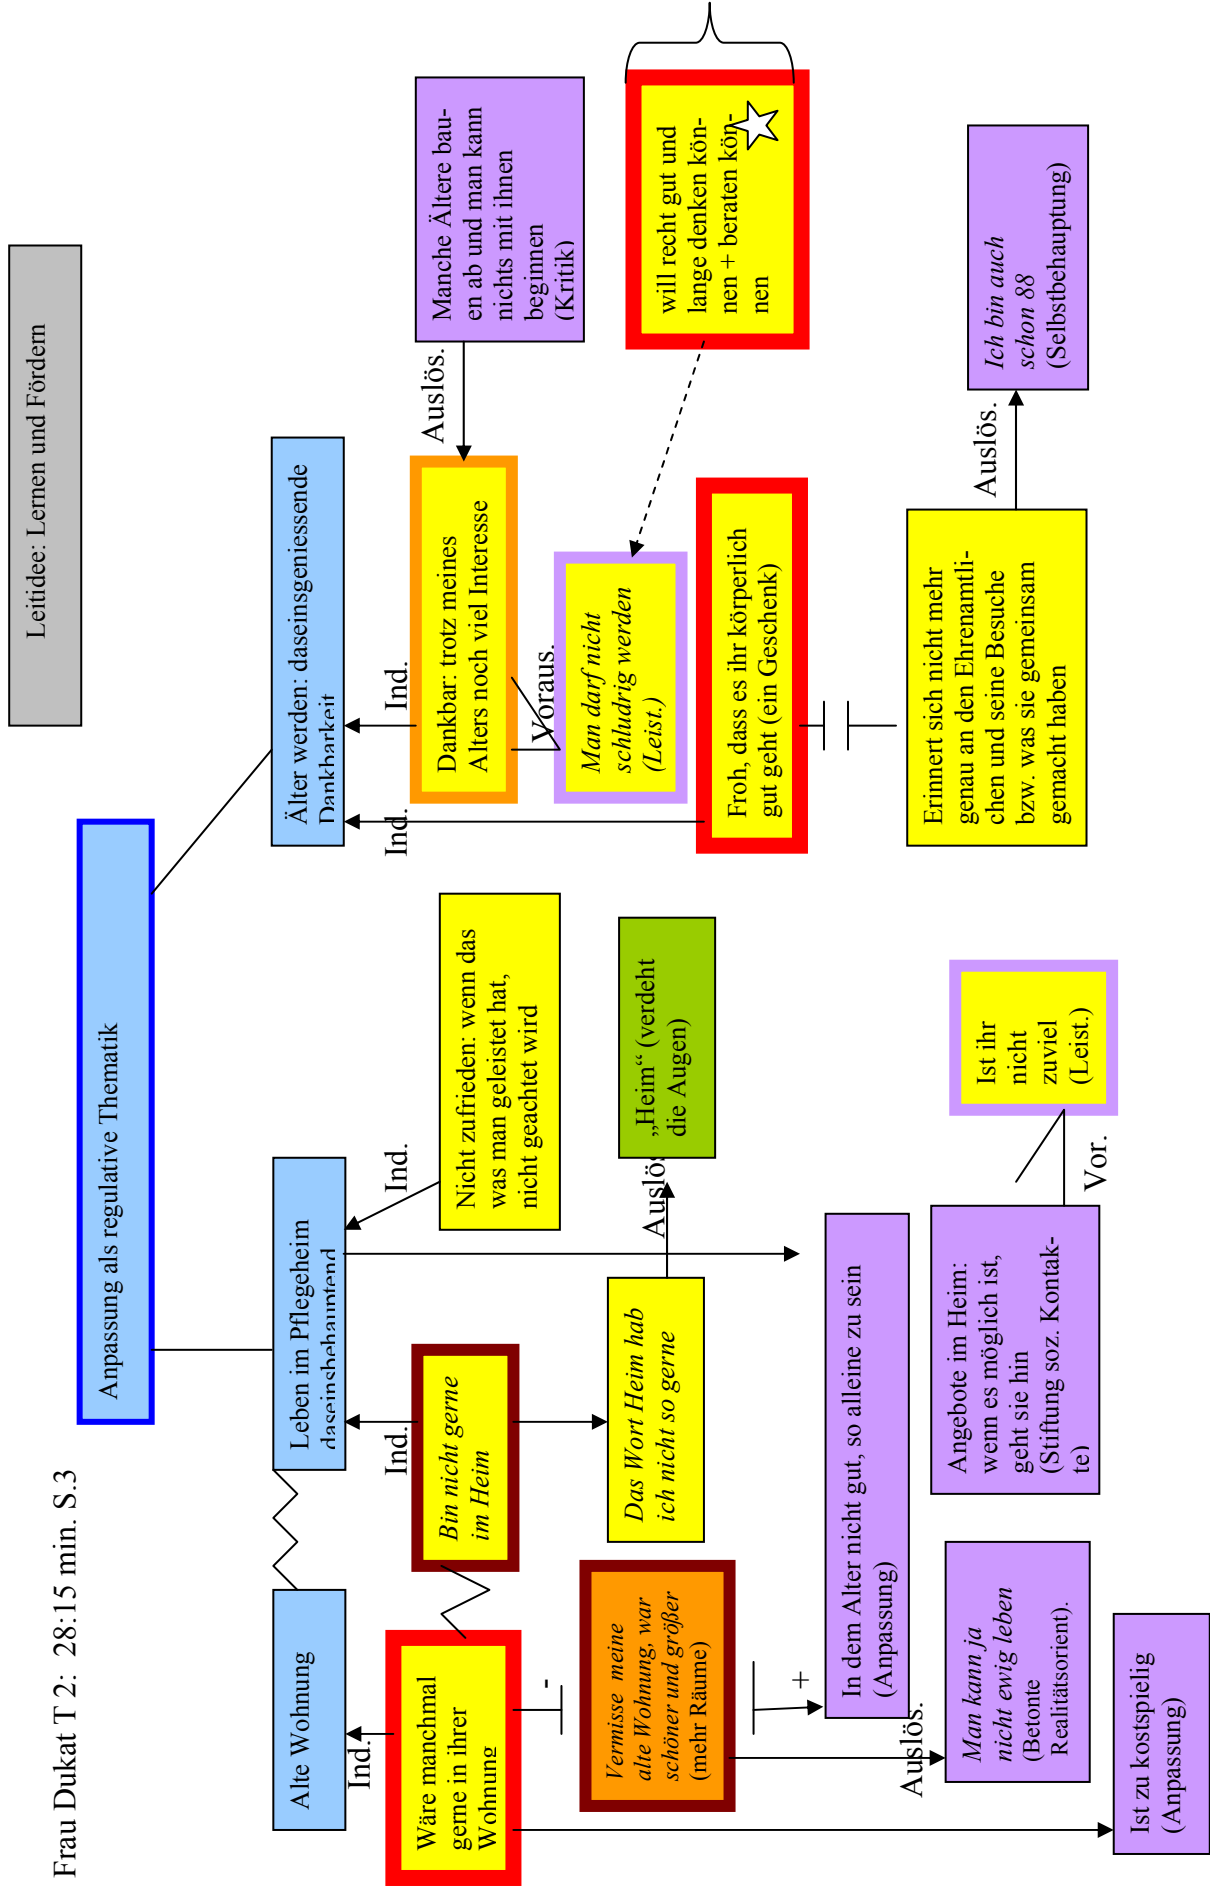 Frau Dukat T 2:  28:15 min. S.3
Leitidee: Lernen und Fördern
Anpassung als regulative Thematik
Alte Wohnung
Leben im Pflegeheim
daseinsbehauptend
Älter werden: daseinsgeniessende
Dankbarkeit
Ind.
Ind.
Ind.
Ind.
Ind.
Wäre manchmal
gerne in ihrer
Wohnung
Bin nicht gerne
im Heim
Nicht zufrieden: wenn das
was man geleistet hat,
nicht geachtet wird
Dankbar: trotz meines
Alters noch viel Interesse
Auslös.
Manche Ältere bau-
en ab und man kann
nichts mit ihnen
beginnen
(Kritik)
-
Voraus.
Vermisse  meine
alte Wohnung, war
schöner und größer
(mehr Räume)
Das Wort Heim hab
ich nicht so gerne
Auslös
„Heim“ (verdeht
die Augen)
Man darf nicht
schludrig werden
(Leist.)
will recht gut und
lange denken kön-
nen + beraten kön-
nen
Froh, dass es ihr körperlich
gut geht (ein Geschenk)
+
In dem Alter nicht gut, so alleine zu sein
(Anpassung)
Auslös.
Man kann ja
nicht ewig leben
(Betonte
Realitätsorient).
Angebote im Heim:
wenn es möglich ist,
geht sie hin
(Stiftung soz. Kontak-
te)
Vor.
Ist ihr
nicht
zuviel
(Leist.)
Erinnert sich nicht mehr
genau an den Ehrenamtli-
chen und seine Besuche
bzw. was sie gemeinsam
gemacht haben
Auslös.
Ich bin auch
schon 88
(Selbstbehauptung)
Ist zu kostspielig
(Anpassung)